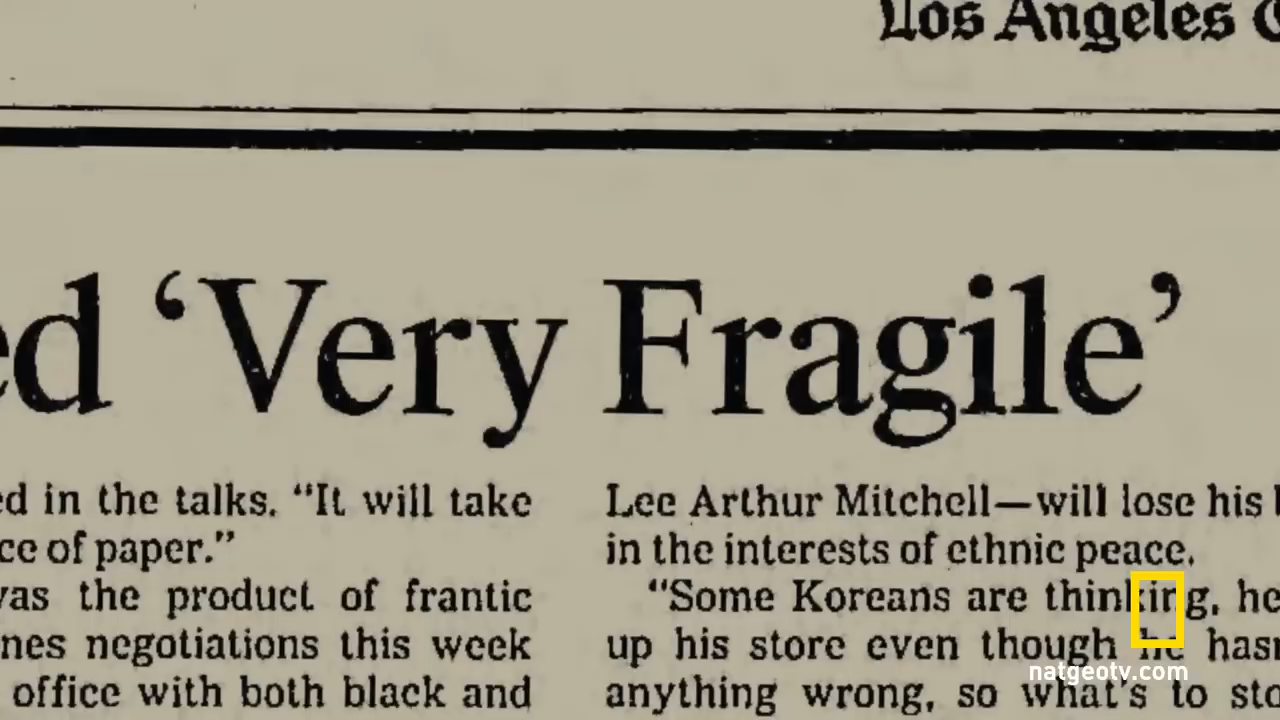 Los Angeles
ed ‘Very Fragile’
ed in the talks. “It will take
ce of paper.”
was the product of frantic
nes negotiations this week
office with both black and
Lee Arthur Mitchell—will lose his
in the interests of ethnic peace.
“Some Koreans are thinking, he
up his store even though he hasn
anything wrong, so what's to sto
natgeotv.com